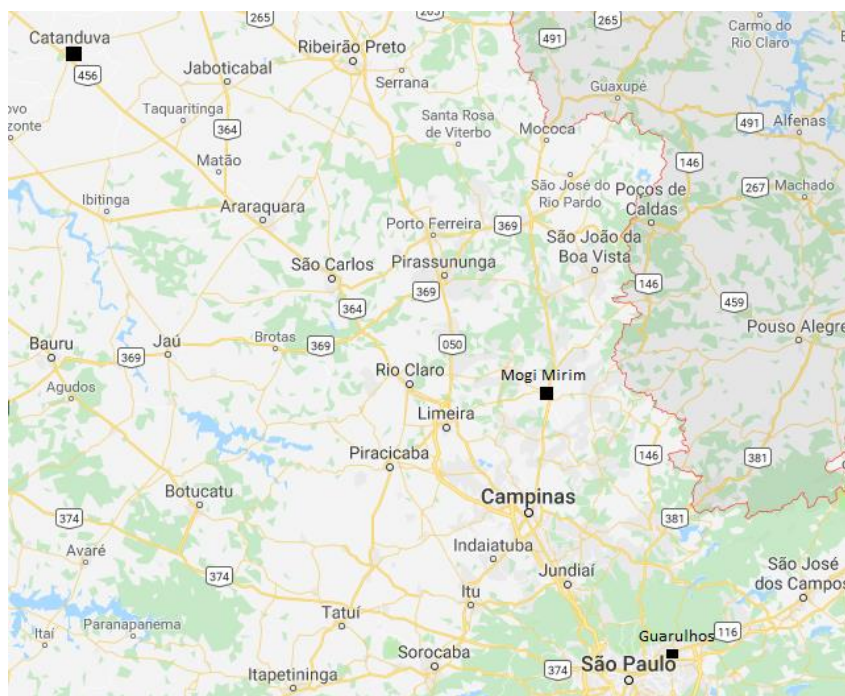 265
265
265
Carmo do
Rio Claro
Catanduva
491
Ribeirão Preto
456
Jaboticabal
Serrana
Guaxupé
Taquaritinga
ovo
izonte
364
Santa Rosa
de Viterbo
Mococa
491
Alfenas
Matão
146
São José do
Rio Pardo
Poços de
Caldas
267
Machado
Ibitinga
Araraquara
Porto Ferreira
369
São João da
Boa Vista
São Carlos
Pirassununga
369
146
364
459
Bauru
369
Jaú
Brotas
369
050
Pouso Alegre
Agudos
Rio Claro
Mogi Mirim
Limeira
Piracicaba
146
381
Botucatu
Campinas
374
381
Indaiatuba
Avaré
374
Jundiaí
São José
dos Campos
Itu
Itaí
Paranapanema
Tatuí
Guarulhos
116
Sorocaba
374
São Paulo
Itapetininga